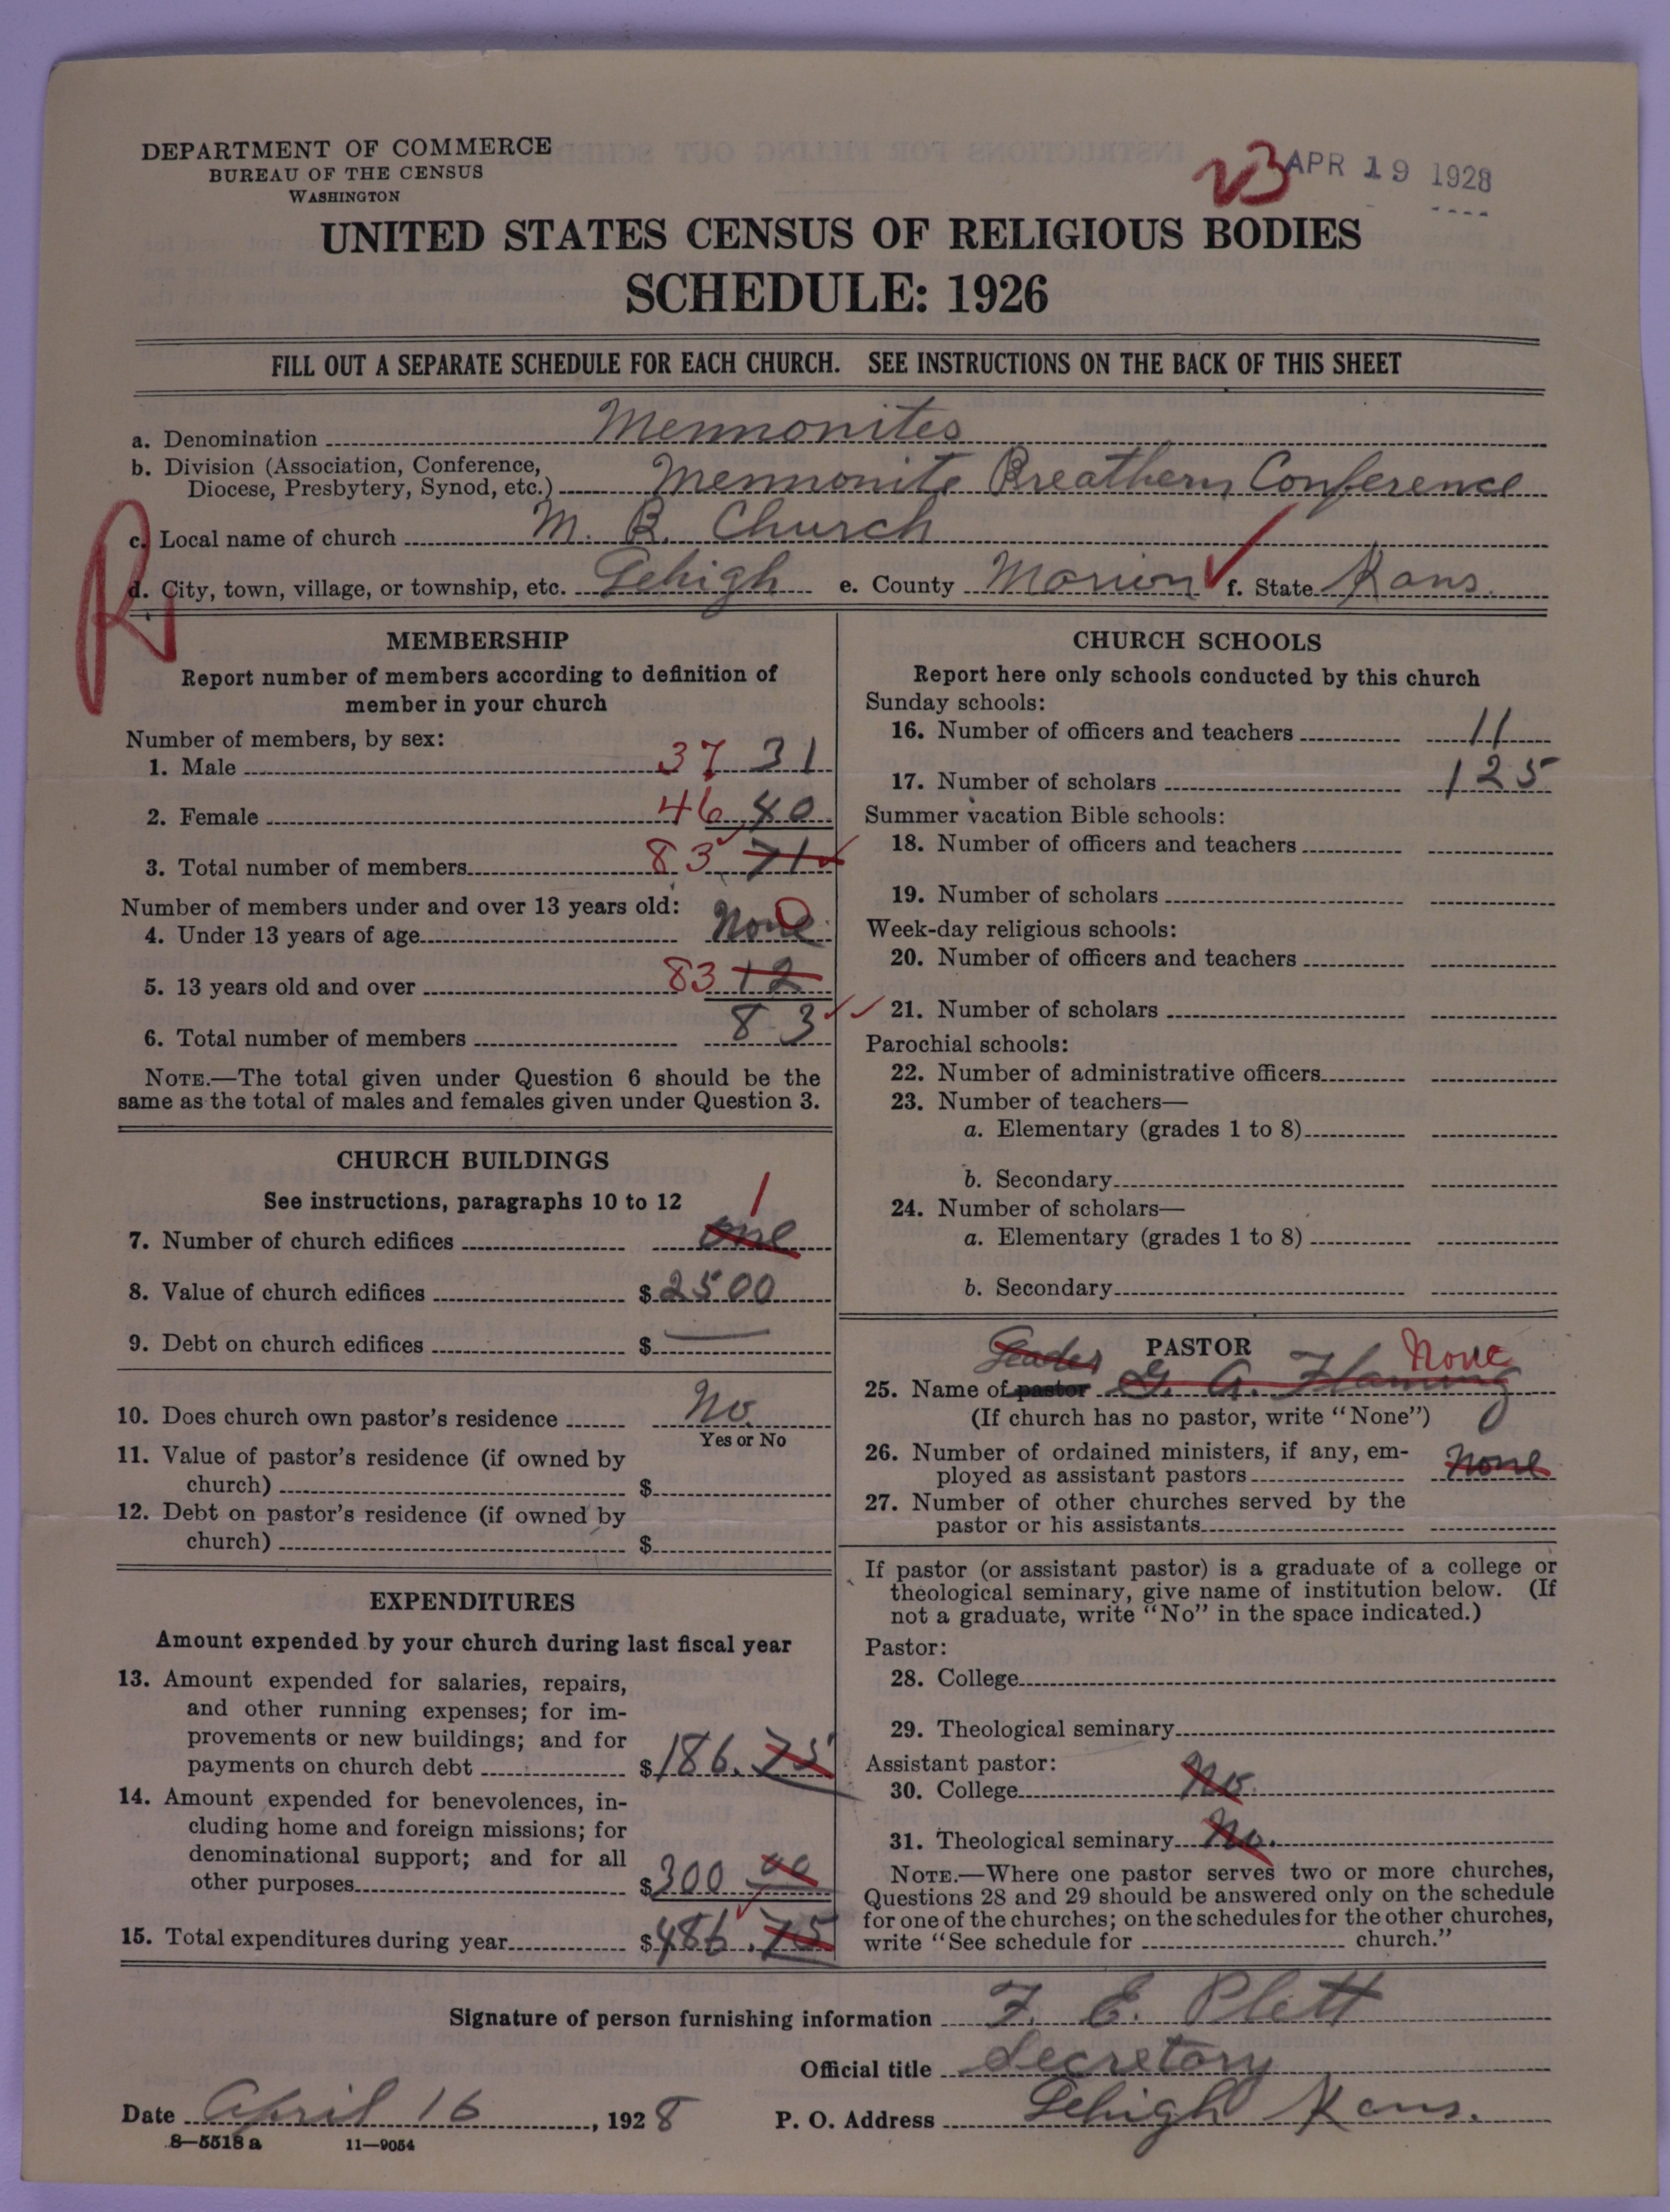 DEPARTMENT OF COMMERCE
BUREAU OF THE CENSUS
WASHINGTON
23 APR 19 1928
UNITED STATES CENSUS OF RELIGIOUS BODIES
SCHEDULE: 1926
FILL OUT A SEPARATE SCHEDULE FOR EACH CHURCH. SEE INSTRUCTIONS ON THE BACK OF THIS SHEET
a. Denomination Mennonites
b. Division (Association, Conference,
Diocese, Presbytery, Synod, etc.) Mennonite Breathern Conference
c. Local name of church M. B. Church
d. City, town, village, or township, etc. Lehigh e. County Marion f. State Kans.
R
MEMBERSHIP
Report number of members according to definition of
member in your church
Number of members, by sex:
1. Male 37 31
2. Female 46 40
3. Total number of members 83 71
Number of members under and over 13 years old:
4. Under 13 years of age None 0
5. 13 years old and over 83 12
6. Total number of members 83
NOTE.—The total given under Question 6 should be the
same as the total of males and females given under Question 3.
CHURCH BUILDINGS
See instructions, paragraphs 10 to 12
7. Number of church edifices one 1
8. Value of church edifices $2500
9. Debt on church edifices $ —
10. Does church own pastor's residence No
Yes or No
11. Value of pastor's residence (if owned by
church) $
12. Debt on pastor's residence (if owned by
church) $
EXPENDITURES
Amount expended by your church during last fiscal year
13. Amount expended for salaries, repairs,
and other running expenses; for im-
provements or new buildings; and for
payments on church debt $186.75
14. Amount expended for benevolences, in-
cluding home and foreign missions; for
denominational support; and for all
other purposes $300 00
15. Total expenditures during year $486.75
CHURCH SCHOOLS
Report here only schools conducted by this church
Sunday schools:
16. Number of officers and teachers 11
17. Number of scholars 125
Summer vacation Bible schools:
18. Number of officers and teachers
19. Number of scholars
Week-day religious schools:
20. Number of officers and teachers
21. Number of scholars
Parochial schools:
22. Number of administrative officers
23. Number of teachers—
a. Elementary (grades 1 to 8)
b. Secondary
24. Number of scholars—
a. Elementary (grades 1 to 8)
b. Secondary
PASTOR
Leader None
25. Name of pastor G. A. Flaming
(If church has no pastor, write "None")
26. Number of ordained ministers, if any, em-
ployed as assistant pastors None
27. Number of other churches served by the
pastor or his assistants
If pastor (or assistant pastor) is a graduate of a college or
theological seminary, give name of institution below. (If
not a graduate, write "No" in the space indicated.)
Pastor:
28. College
29. Theological seminary
Assistant pastor:
30. College No.
31. Theological seminary No.
NOTE.—Where one pastor serves two or more churches,
Questions 28 and 29 should be answered only on the schedule
for one of the churches; on the schedules for the other churches,
write "See schedule for church."
Signature of person furnishing information F. E. Plett
Official title Secretary
Date April 16, 1928 P. O. Address Lehigh Kans.
8—5518 a 11—9054